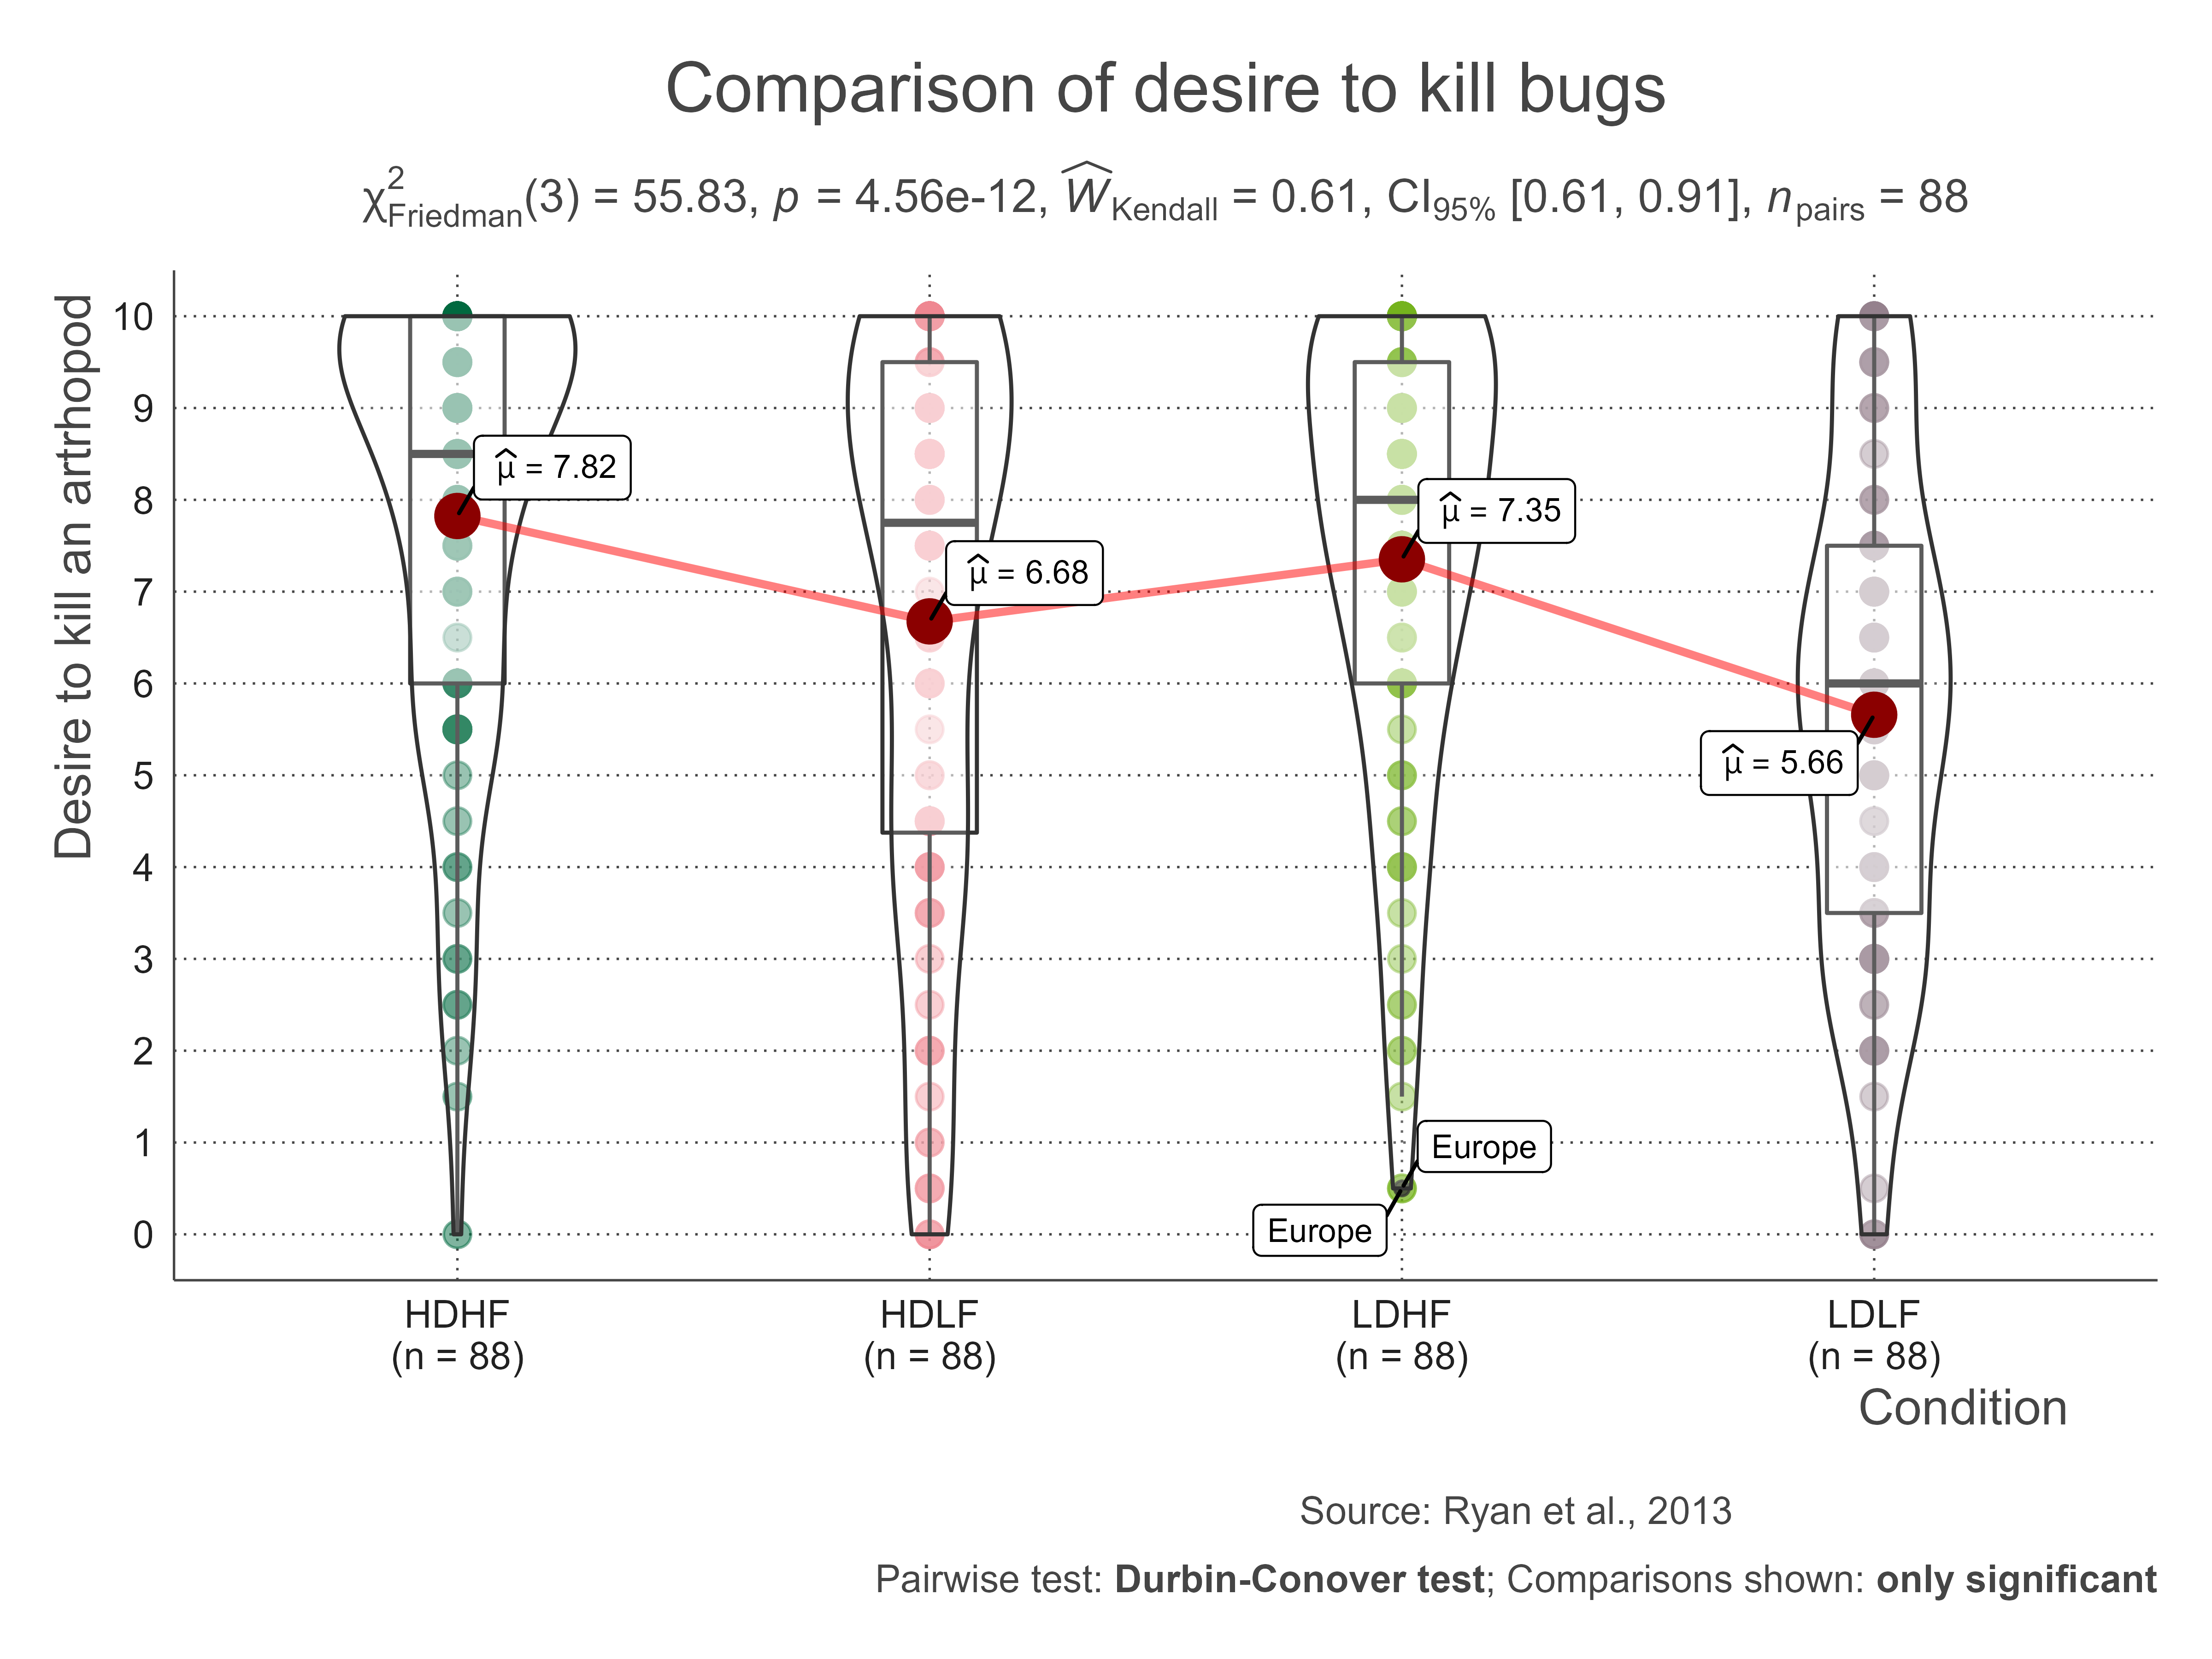 Comparison of desire to kill bugs
χ²Friedman(3) = 55.83, p = 4.56e-12, ŴKendall = 0.61, CI95% [0.61, 0.91], npairs = 88
Desire to kill an artrhopod
10
9
8
7
6
5
4
3
2
1
0
μ̂ = 7.82
μ̂ = 6.68
μ̂ = 7.35
μ̂ = 5.66
Europe
Europe
HDHF
(n = 88)
HDLF
(n = 88)
LDHF
(n = 88)
LDLF
(n = 88)
Condition
Source: Ryan et al., 2013
Pairwise test: Durbin-Conover test; Comparisons shown: only significant